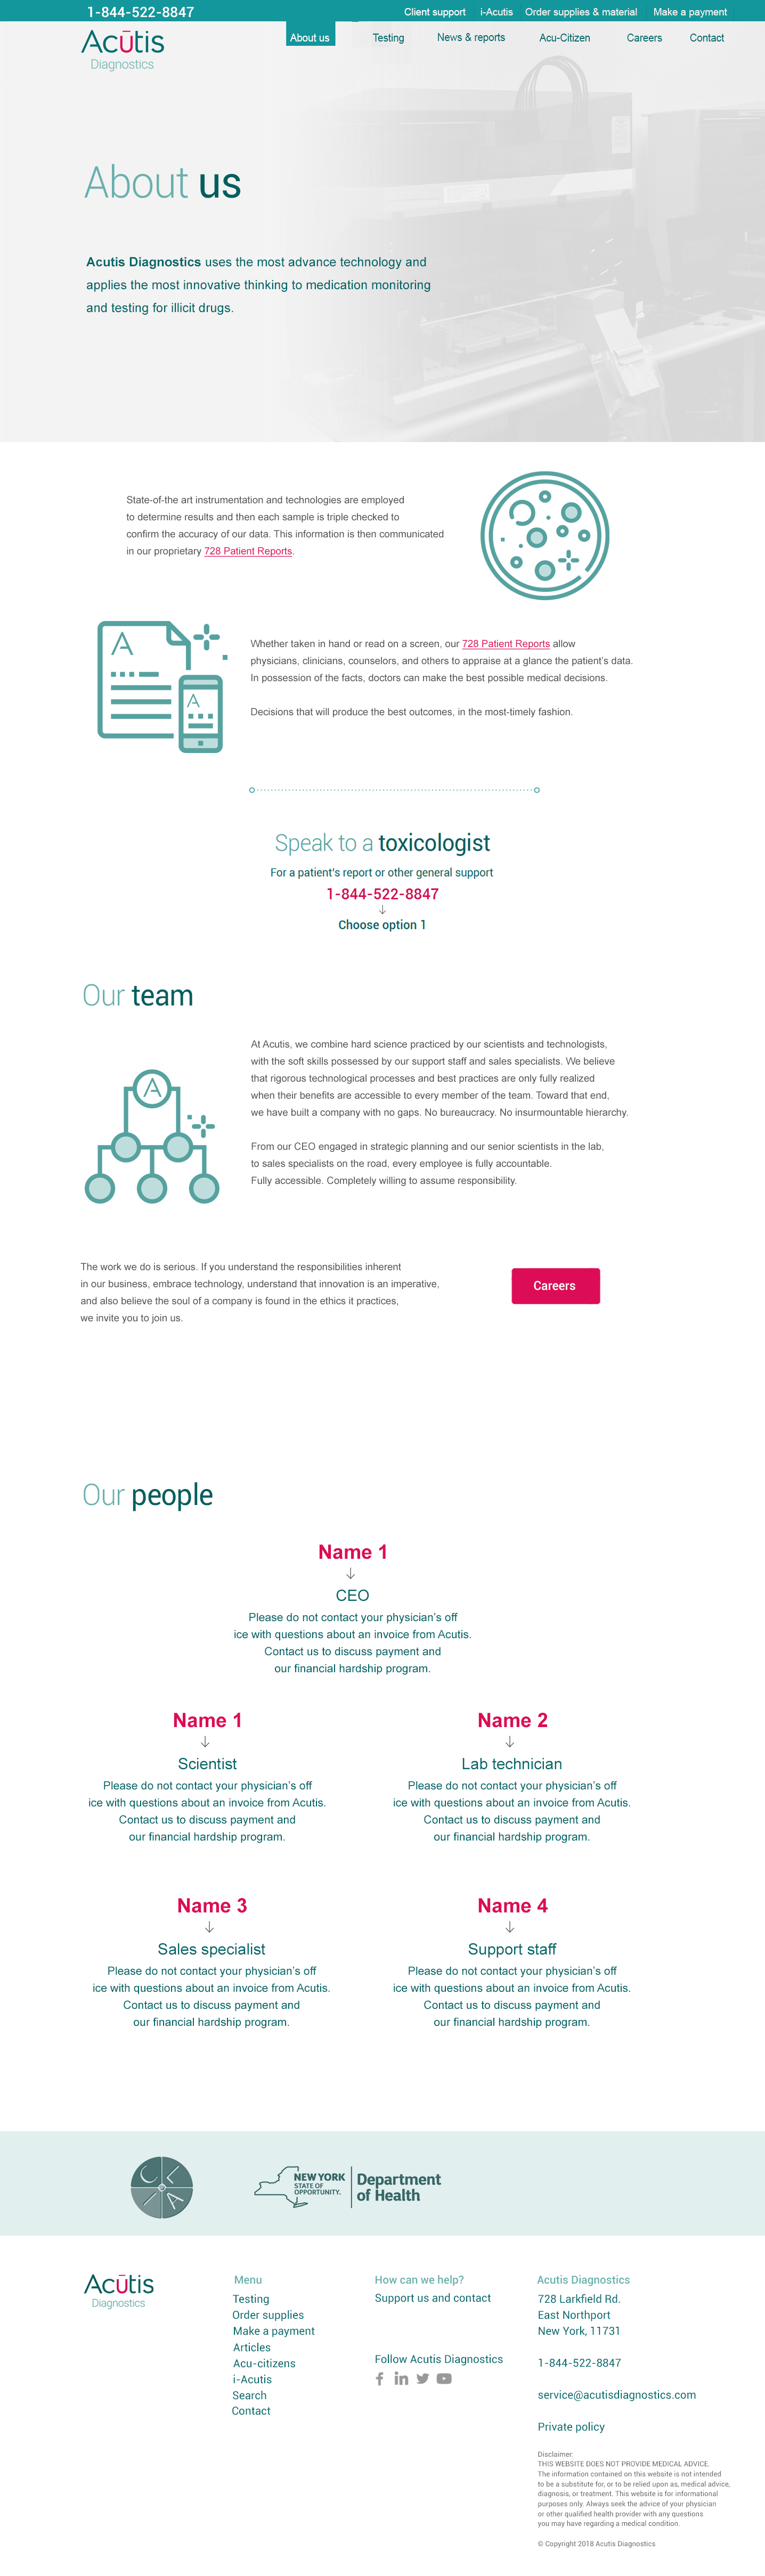 1-844-522-8847
Client support i-Acutis Order supplies & material Make a payment
Acūtis
Diagnostics
About us Testing News & reports Acu-Citizen Careers Contact
About us
Acutis Diagnostics uses the most advance technology and
applies the most innovative thinking to medication monitoring
and testing for illicit drugs.
State-of-the art instrumentation and technologies are employed
to determine results and then each sample is triple checked to
confirm the accuracy of our data. This information is then communicated
in our proprietary 728 Patient Reports.
A
A
Whether taken in hand or read on a screen, our 728 Patient Reports allow
physicians, clinicians, counselors, and others to appraise at a glance the patient's data.
In possession of the facts, doctors can make the best possible medical decisions.
Decisions that will produce the best outcomes, in the most-timely fashion.
Speak to a toxicologist
For a patient's report or other general support
1-844-522-8847
Choose option 1
Our team
At Acutis, we combine hard science practiced by our scientists and technologists,
with the soft skills possessed by our support staff and sales specialists. We believe
that rigorous technological processes and best practices are only fully realized
when their benefits are accessible to every member of the team. Toward that end,
we have built a company with no gaps. No bureaucracy. No insurmountable hierarchy.
A
From our CEO engaged in strategic planning and our senior scientists in the lab,
to sales specialists on the road, every employee is fully accountable.
Fully accessible. Completely willing to assume responsibility.
The work we do is serious. If you understand the responsibilities inherent
in our business, embrace technology, understand that innovation is an imperative,
and also believe the soul of a company is found in the ethics it practices,
we invite you to join us.
Careers
Our people
Name 1
CEO
Please do not contact your physician's off
ice with questions about an invoice from Acutis.
Contact us to discuss payment and
our financial hardship program.
Name 1
Scientist
Please do not contact your physician's off
ice with questions about an invoice from Acutis.
Contact us to discuss payment and
our financial hardship program.
Name 2
Lab technician
Please do not contact your physician's off
ice with questions about an invoice from Acutis.
Contact us to discuss payment and
our financial hardship program.
Name 3
Sales specialist
Please do not contact your physician's off
ice with questions about an invoice from Acutis.
Contact us to discuss payment and
our financial hardship program.
Name 4
Support staff
Please do not contact your physician's off
ice with questions about an invoice from Acutis.
Contact us to discuss payment and
our financial hardship program.
CLIA
NEW YORK
STATE OF
OPPORTUNITY.
Department
of Health
Acūtis
Diagnostics
Menu
Testing
Order supplies
Make a payment
Articles
Acu-citizens
i-Acutis
Search
Contact
How can we help?
Support us and contact
Follow Acutis Diagnostics
Acutis Diagnostics
728 Larkfield Rd.
East Northport
New York, 11731
1-844-522-8847
service@acutisdiagnostics.com
Private policy
Disclaimer:
THIS WEBSITE DOES NOT PROVIDE MEDICAL ADVICE.
The information contained on this website is not intended
to be a substitute for, or to be relied upon as, medical advice,
diagnosis, or treatment. This website is for informational
purposes only. Always seek the advice of your physician
or other qualified health provider with any questions
you may have regarding a medical condition.
© Copyright 2018 Acutis Diagnostics